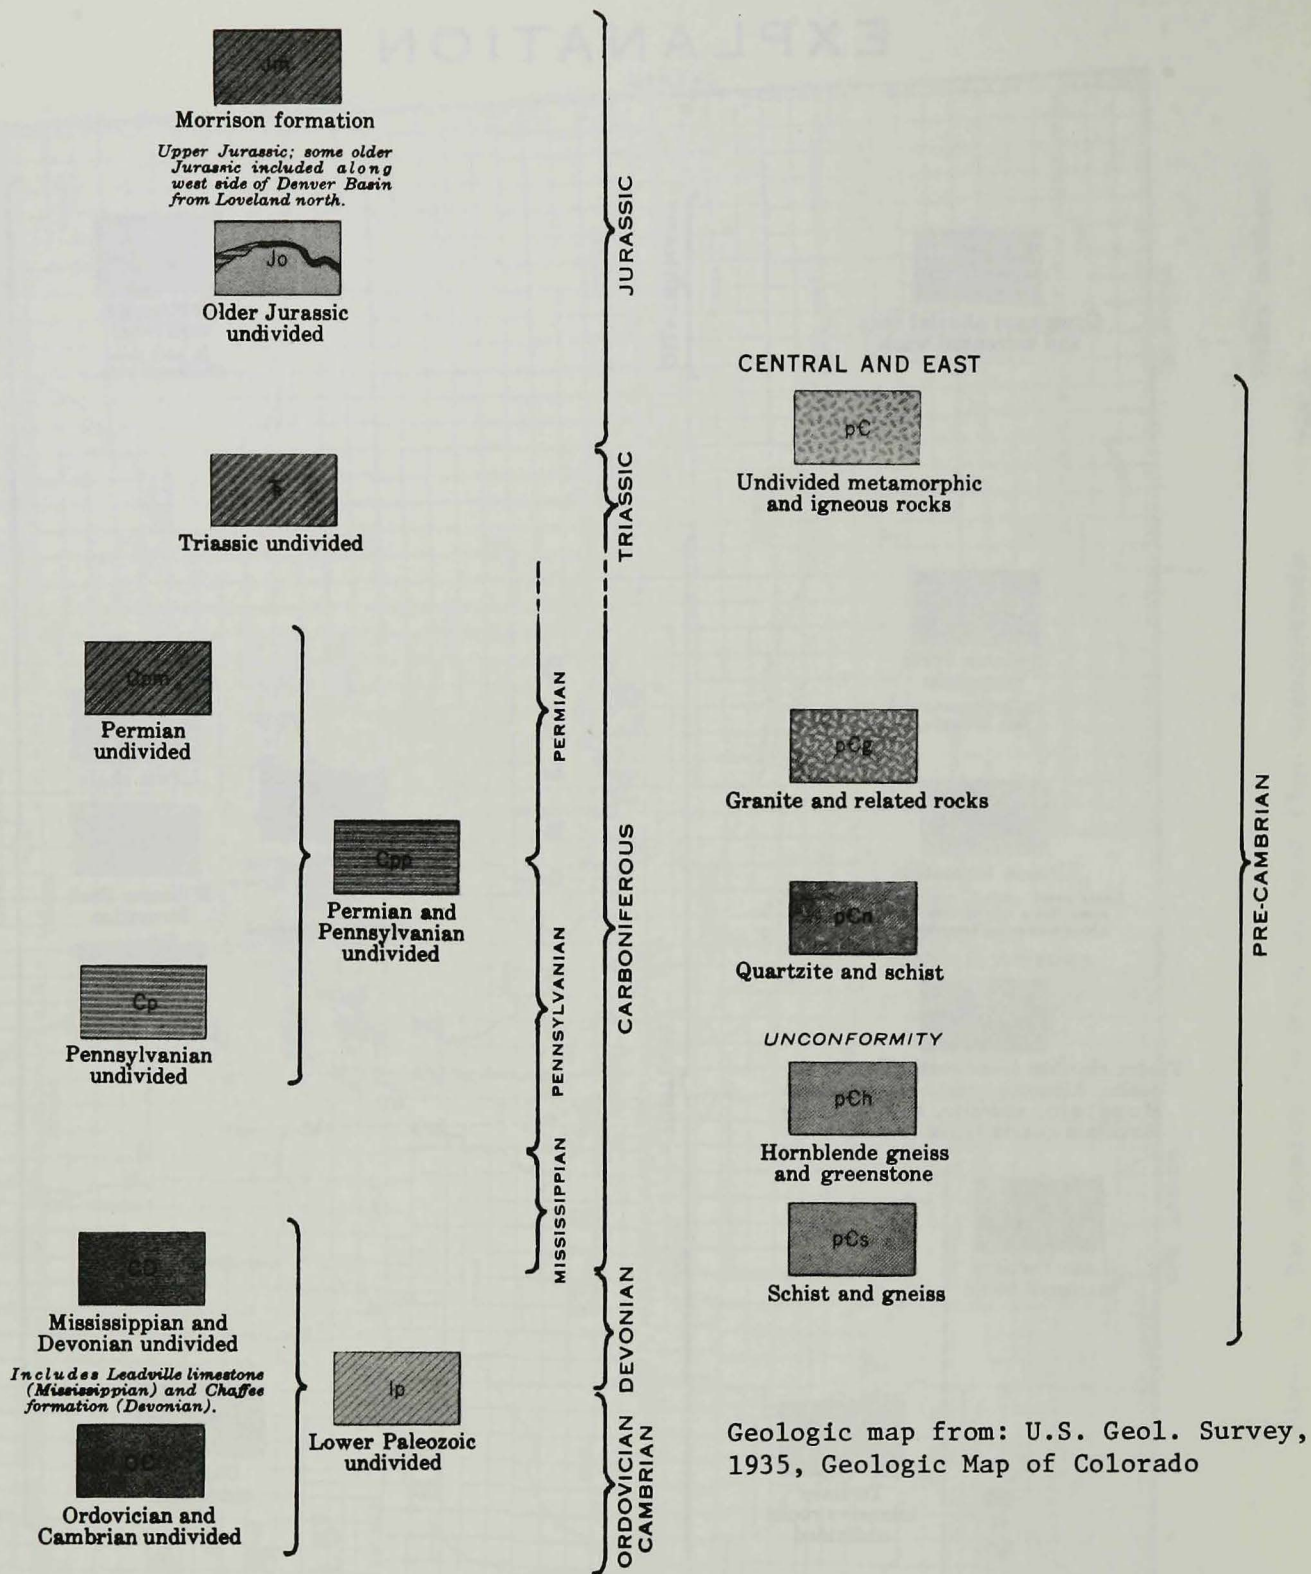 Jm
Morrison formation
Upper Jurassic; some older
Jurassic included along
west side of Denver Basin
from Loveland north.
Jo
Older Jurassic
undivided
Triassic undivided
Cpm
Permian
undivided
Cpp
Permian and
Pennsylvanian
undivided
Cp
Pennsylvanian
undivided
CD
Mississippian and
Devonian undivided
Includes Leadville limestone
(Mississippian) and Chaffee
formation (Devonian).
lp
Lower Paleozoic
undivided
Ordovician and
Cambrian undivided
JURASSIC
TRIASSIC
PERMIAN
PENNSYLVANIAN
MISSISSIPPIAN
CARBONIFEROUS
DEVONIAN
ORDOVICIAN
CAMBRIAN
CENTRAL AND EAST
p€
Undivided metamorphic
and igneous rocks
p€g
Granite and related rocks
p€n
Quartzite and schist
UNCONFORMITY
p€h
Hornblende gneiss
and greenstone
p€s
Schist and gneiss
PRE-CAMBRIAN
Geologic map from: U.S. Geol. Survey,
1935, Geologic Map of Colorado
EXPLANATION